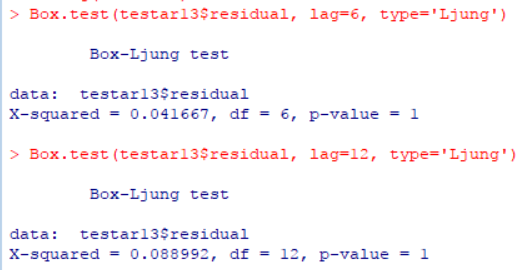 > Box.test(testar13$residual, lag=6, type='Ljung')
Box-Ljung test
data:  testar13$residual
X-squared = 0.041667, df = 6, p-value = 1
> Box.test(testar13$residual, lag=12, type='Ljung')
Box-Ljung test
data:  testar13$residual
X-squared = 0.088992, df = 12, p-value = 1